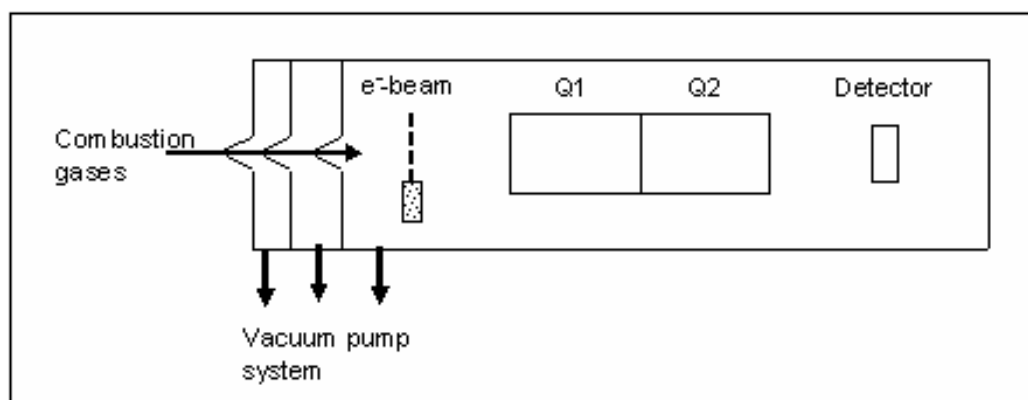 e⁻-beam
Q1
Q2
Detector
Combustion
gases
Vacuum pump
system